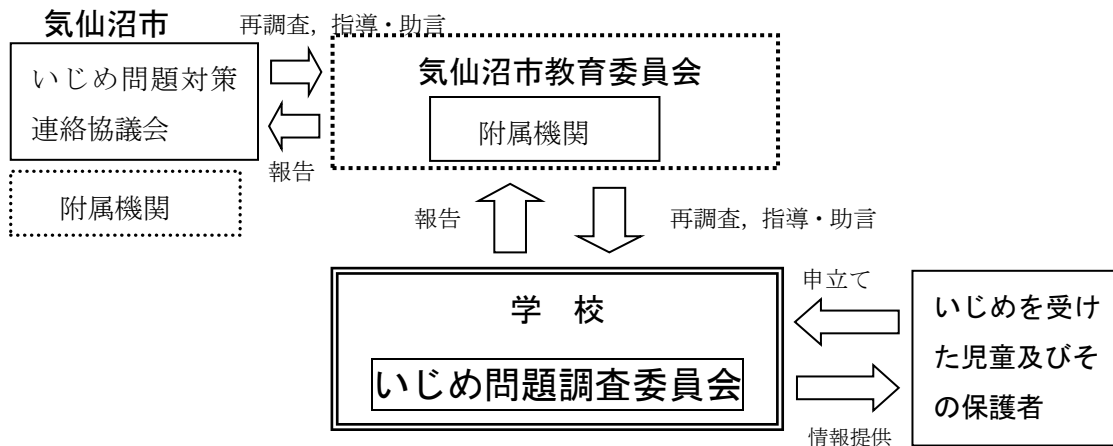 気仙沼市
再調査，指導・助言
いじめ問題対策
連絡協議会
報告
附属機関
気仙沼市教育委員会
附属機関
報告
再調査，指導・助言
学　校
いじめ問題調査委員会
申立て
情報提供
いじめを受け
た児童及びそ
の保護者